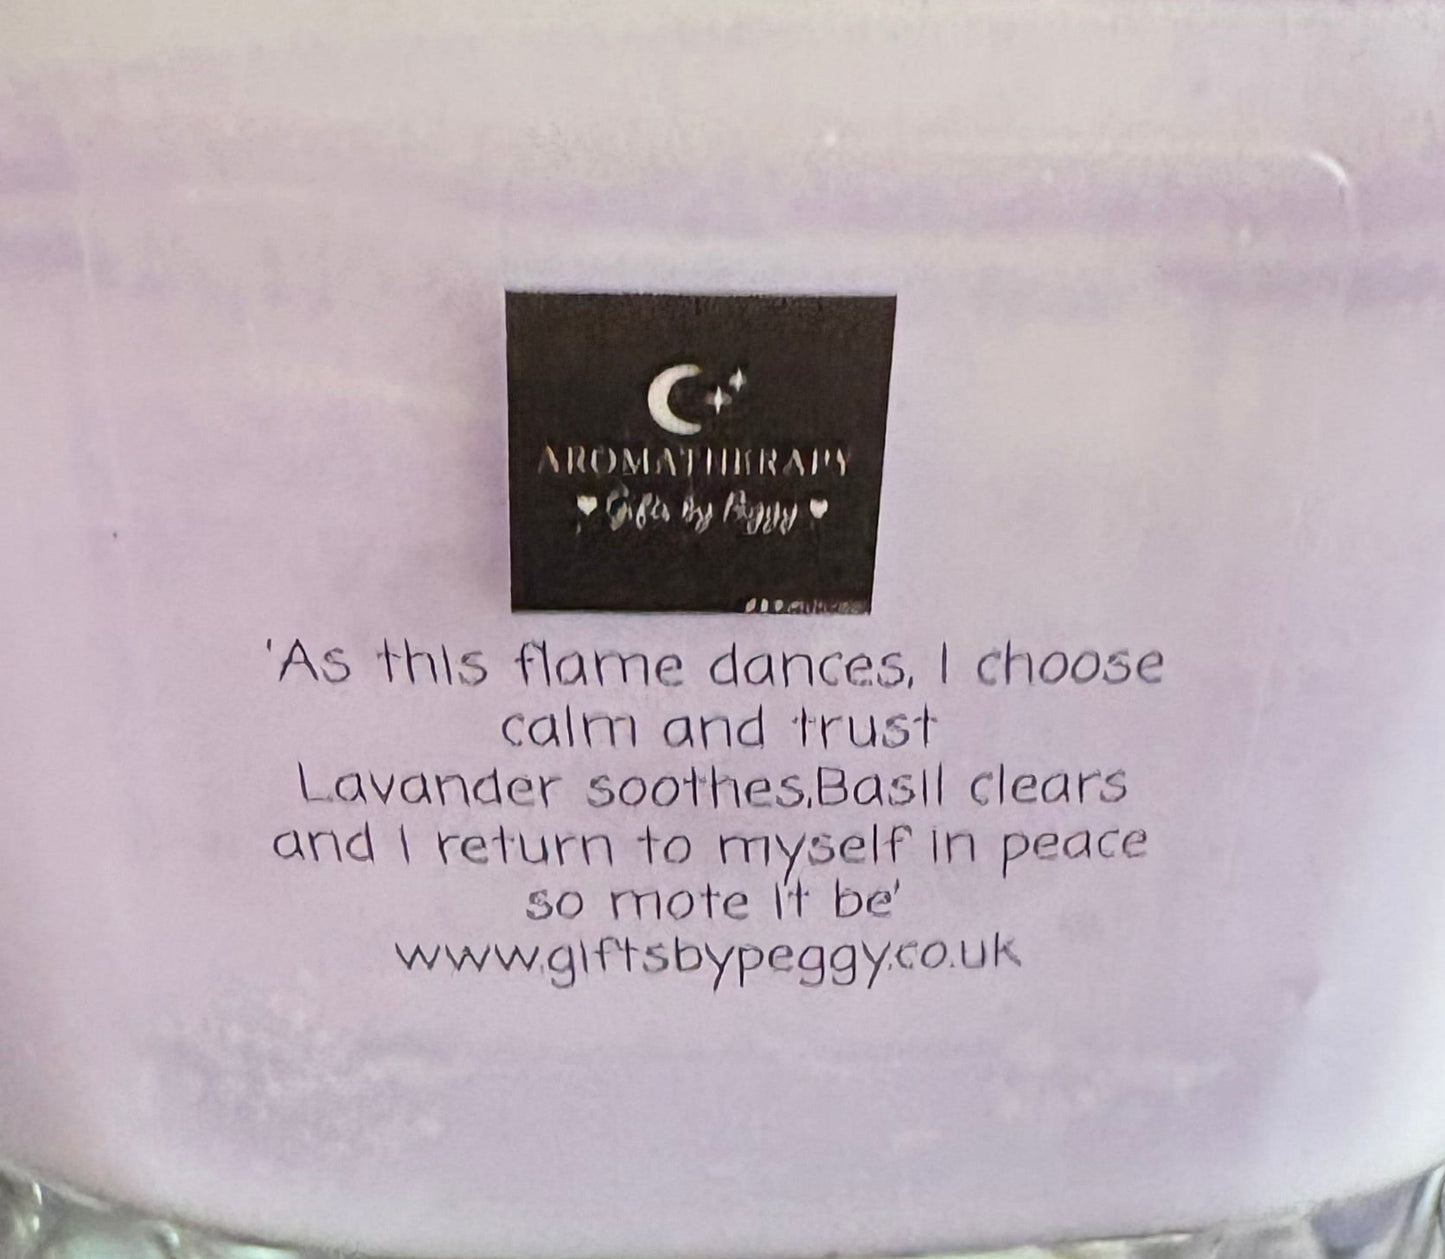 AROMATHERAPY
Gifts by Peggy
'As this flame dances, I choose
calm and trust
Lavander soothes,Basil clears
and I return to myself in peace
so mote it be'
www.giftsbypeggy.co.uk